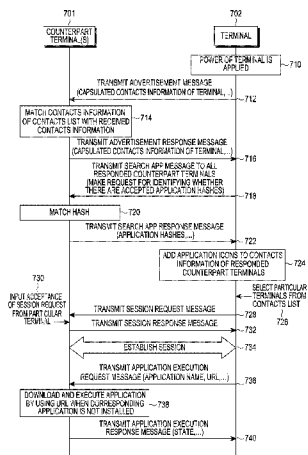 701
702
COUNTERPART
TERMINAL(S)
TERMINAL
POWER OF TERMINAL IS
APPLIED
710
TRANSMIT ADVERTISEMENT MESSAGE
(CAPSULATED CONTACTS INFORMATION OF TERMINAL, ..)
712
MATCH CONTACTS INFORMATION
OF CONTACTS LIST WITH RECEIVED
CONTACTS INFORMATION
714
TRANSMIT ADVERTISEMENT RESPONSE MESSAGE
(CAPSULATED CONTACTS INFORMATION OF TERMINAL,...)
716
TRANSMIT SEARCH APP MESSAGE TO ALL
RESPONDED COUNTERPART TERMINALS
(MAKE REQUEST FOR IDENTIFYING WHETHER
THERE ARE ACCEPTED APPLICATION HASHES)
718
MATCH HASH
720
TRANSMIT SEARCH APP RESPONSE MESSAGE
(APPLICATION HASHES,...)
722
ADD APPLICATION ICONS TO CONTACTS
INFORMATION OF RESPONDED
COUNTERPART TERMINALS
724
730
INPUT ACCEPTANCE
OF SESSION REQUEST
FROM PARTICULAR
TERMINAL
SELECT PARTICULAR
TERMINALS FROM
CONTACTS LIST
726
TRANSMIT SESSION REQUEST MESSAGE
728
TRANSMIT SESSION RESPONSE MESSAGE
732
ESTABLISH SESSION
734
TRANSMIT APPLICATION EXECUTION
REQUEST MESSAGE (APPLICATION NAME, URL,...)
736
DOWNLOAD AND EXECUTE APPLICATION
BY USING URL WHEN CORRESPONDING
APPLICATION IS NOT INSTALLED
738
TRANSMIT APPLICATION EXECUTION
RESPONSE MESSAGE (STATE,...)
740